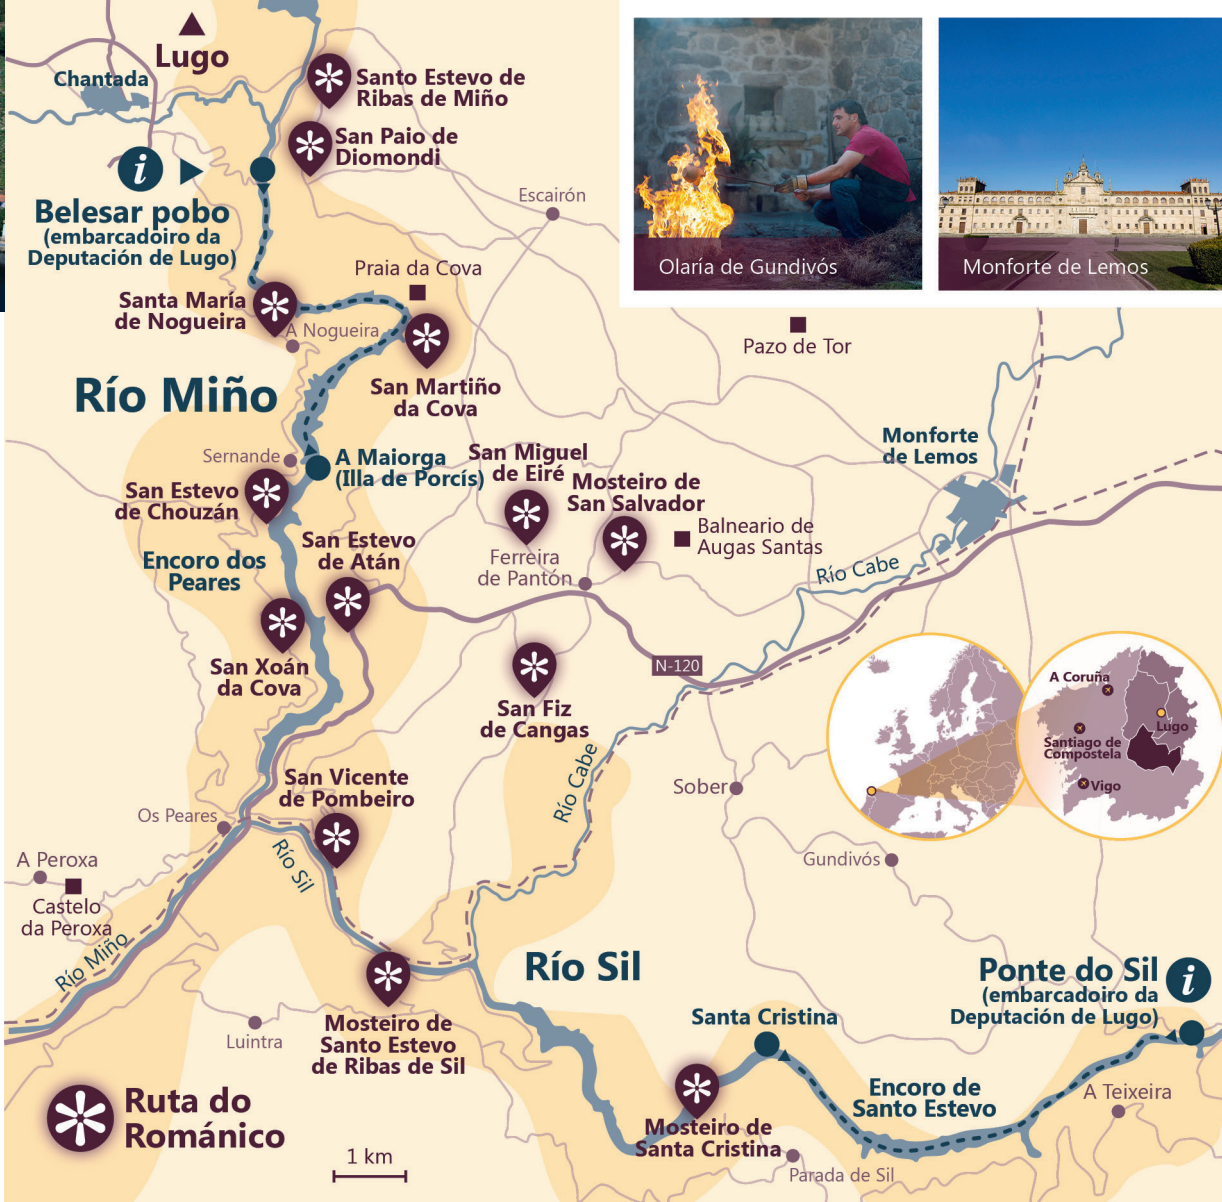 Lugo
Chantada
Santo Estevo de
Ribas de Miño
San Paio de
Diomondi
i
Belesar pobo
(embarcadoiro da
Deputación de Lugo)
Escairón
Olaría de Gundivós
Monforte de Lemos
Praia da Cova
Santa María
de Nogueira
A Nogueira
Pazo de Tor
Río Miño
San Martiño
da Cova
Monforte
de Lemos
Sernande
A Maiorga
(Illa de Porcís)
San Miguel
de Eiré
Mosteiro de
San Salvador
San Estevo
de Chouzán
Balneario de
Augas Santas
San Estevo
de Atán
Encoro dos
Peares
Ferreira
de Pantón
Río Cabe
San Xoán
da Cova
N-120
San Fiz
de Cangas
A Coruña
Lugo
Santiago de
Compostela
Vigo
San Vicente
de Pombeiro
Río Cabe
Sober
Os Peares
Río Sil
Gundivós
A Peroxa
Castelo
da Peroxa
Río Miño
Río Sil
Ponte do Sil
(embarcadoiro da
Deputación de Lugo)
i
Luintra
Mosteiro de
Santo Estevo
de Ribas de Sil
Santa Cristina
Encoro de
Santo Estevo
A Teixeira
Ruta do
Románico
Mosteiro de
Santa Cristina
Parada de Sil
1 km